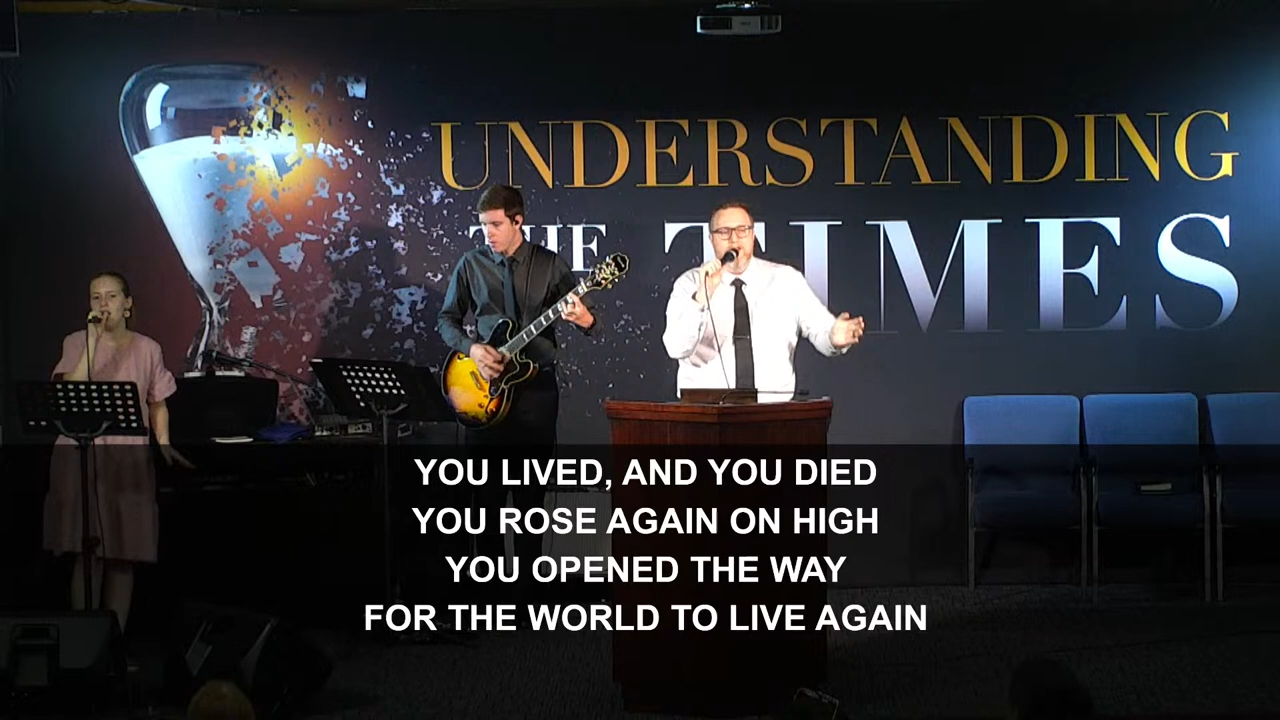 UNDERSTANDING
THE TIMES
YOU LIVED, AND YOU DIED
YOU ROSE AGAIN ON HIGH
YOU OPENED THE WAY
FOR THE WORLD TO LIVE AGAIN